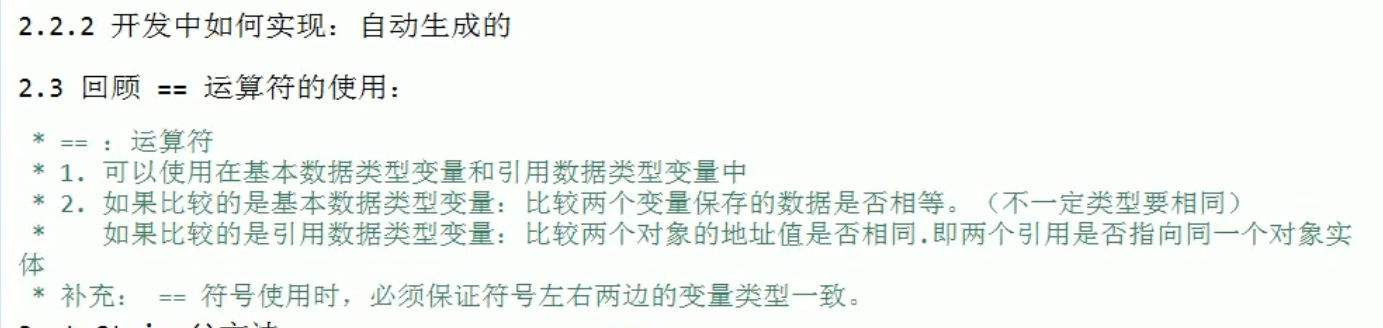 2.2.2 开发中如何实现：自动生成的
2.3 回顾 == 运算符的使用：
* == ：运算符
* 1. 可以使用在基本数据类型变量和引用数据类型变量中
* 2. 如果比较的是基本数据类型变量：比较两个变量保存的数据是否相等。（不一定类型要相同）
* 如果比较的是引用数据类型变量：比较两个对象的地址值是否相同.即两个引用是否指向同一个对象实
体
* 补充： == 符号使用时，必须保证符号左右两边的变量类型一致。